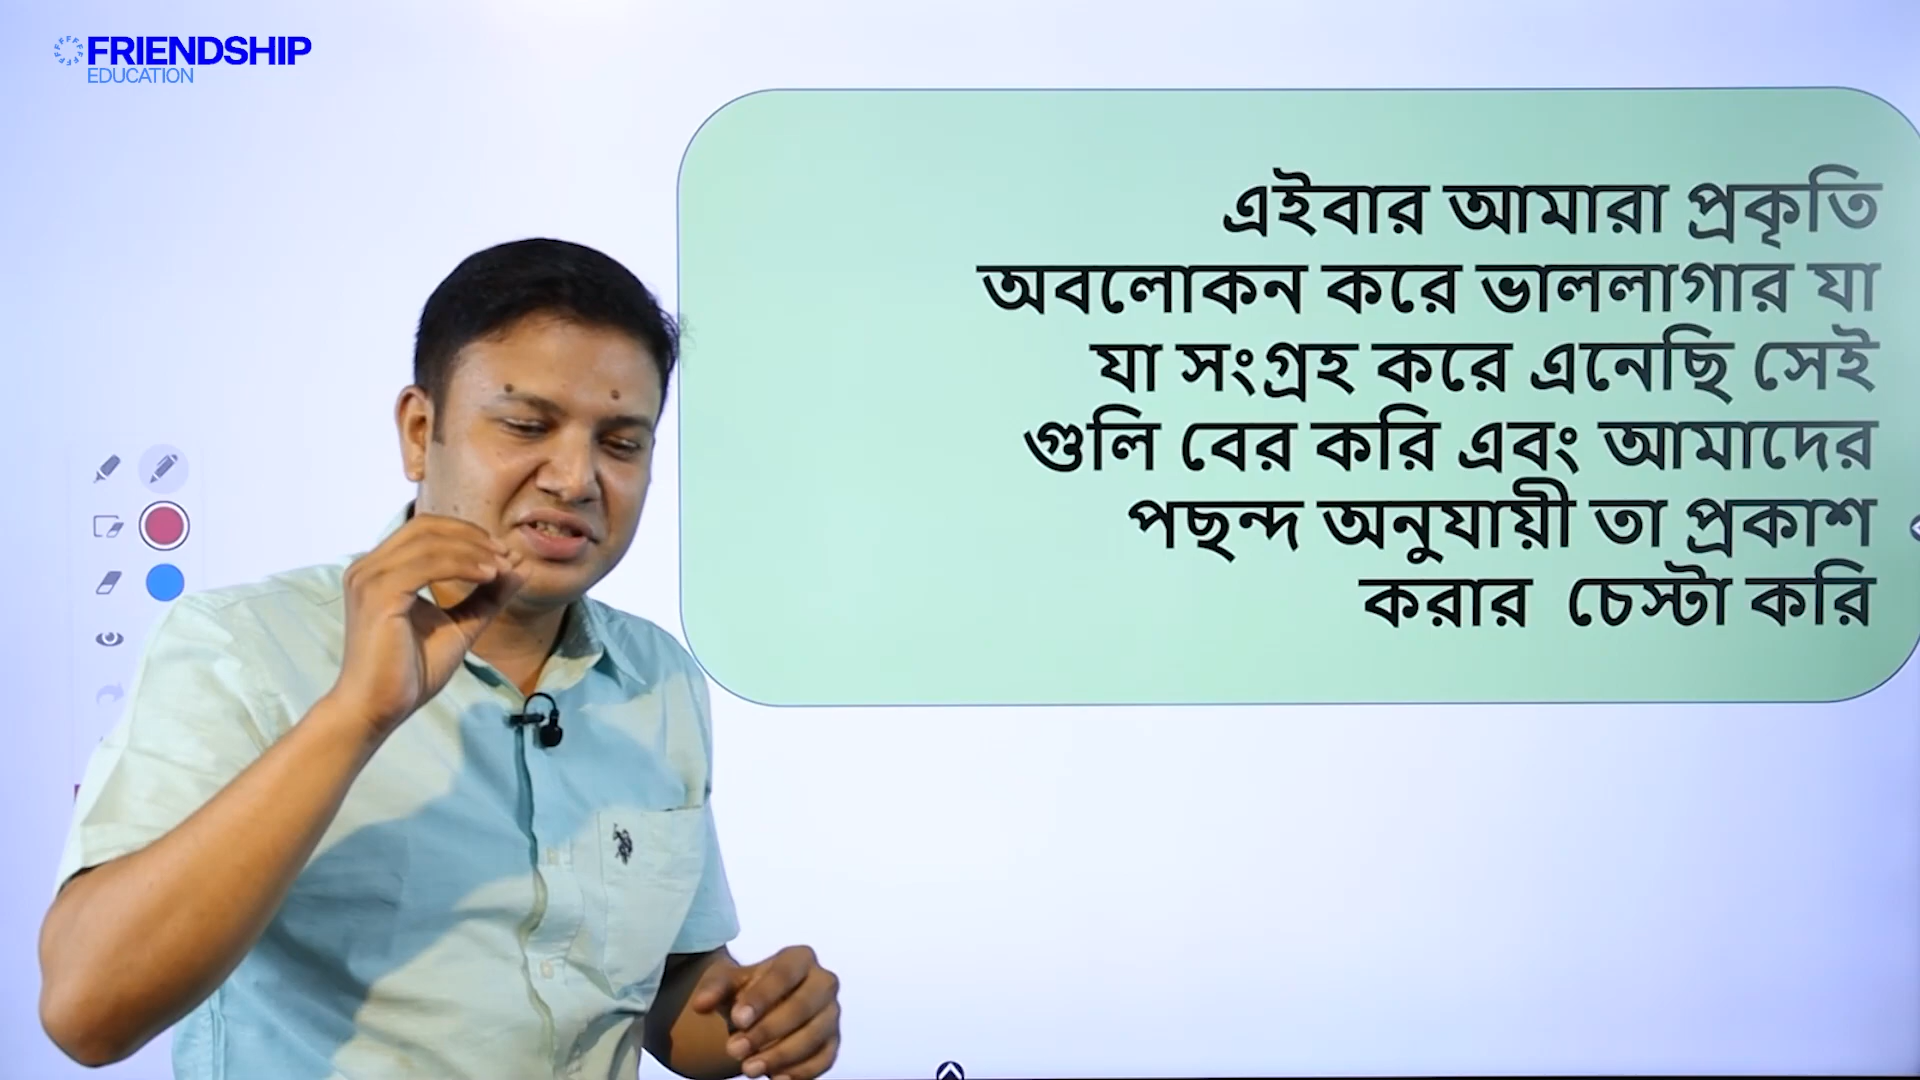 FRIENDSHIP
EDUCATION
এইবার আমারা প্রকৃতি
অবলোকন করে ভাললাগার যা
যা সংগ্রহ করে এনেছি সেই
গুলি বের করি এবং আমাদের
পছন্দ অনুযায়ী তা প্রকাশ
করার চেস্টা করি